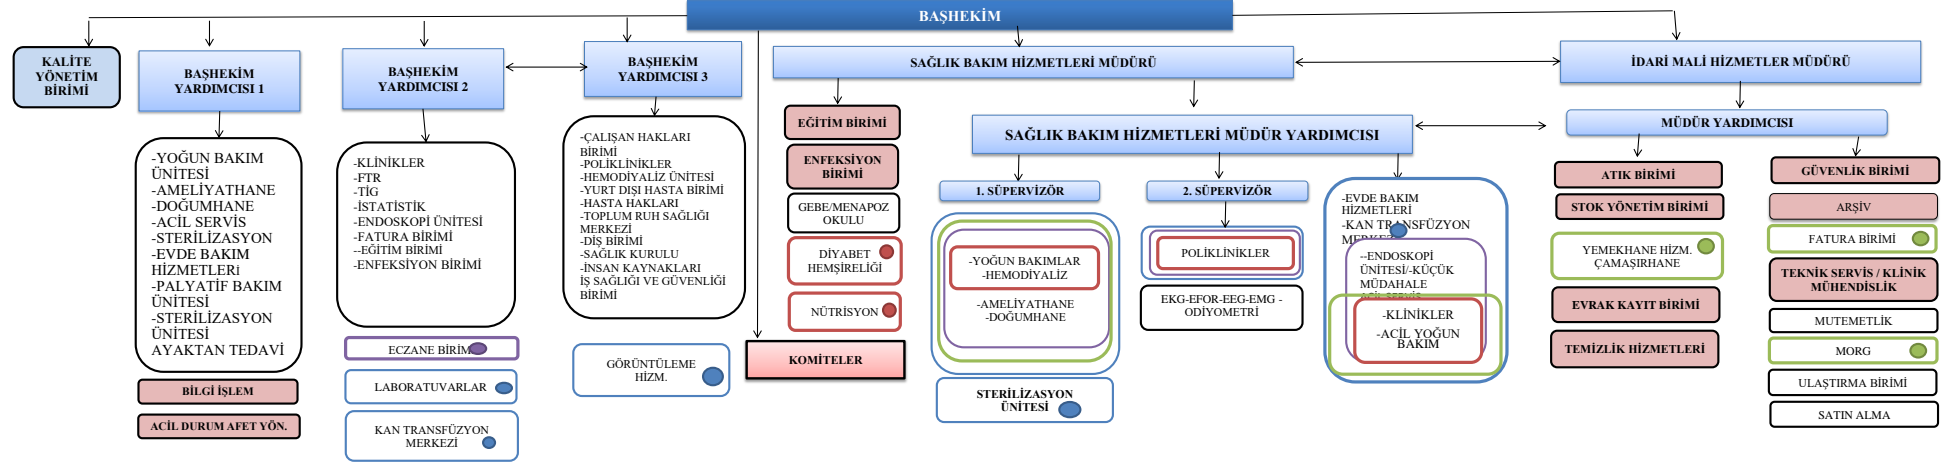 BAŞHEKİM
KALİTE
YÖNETİM
BİRİMİ
BAŞHEKİM
YARDIMCISI 1
-YOĞUN BAKIM
ÜNİTESİ
-AMELİYATHANE
-DOĞUMHANE
-ACİL SERVİS
-STERİLİZASYON
-EVDE BAKIM
HİZMETLERi
-PALYATİF BAKIM
ÜNİTESİ
-STERİLİZASYON
ÜNİTESİ
AYAKTAN TEDAVİ
BİLGİ İŞLEM
ACİL DURUM AFET YÖN.
BAŞHEKİM
YARDIMCISI 2
-KLİNİKLER
-FTR
-TİG
-İSTATİSTİK
-ENDOSKOPİ ÜNİTESİ
-FATURA BİRİMİ
--EĞİTİM BİRİMİ
-ENFEKSİYON BİRİMİ
ECZANE BİRİM
LABORATUVARLAR
KAN TRANSFÜZYON
MERKEZİ
BAŞHEKİM
YARDIMCISI 3
-ÇALIŞAN HAKLARI
BİRİMİ
-POLİKLİNİKLER
-HEMODİYALİZ ÜNİTESİ
-YURT DIŞI HASTA BİRİMİ
-HASTA HAKLARI
-TOPLUM RUH SAĞLIĞI
MERKEZİ
-DİŞ BİRİMİ
-SAĞLIK KURULU
-İNSAN KAYNAKLARI
İŞ SAĞLIĞI VE GÜVENLİĞİ
BİRİMİ
GÖRÜNTÜLEME
HİZM.
KOMİTELER
SAĞLIK BAKIM HİZMETLERİ MÜDÜRÜ
EĞİTİM BİRİMİ
ENFEKSİYON
BİRİMİ
GEBE/MENAPOZ
OKULU
DİYABET
HEMŞİRELİĞİ
NÜTRİSYON
SAĞLIK BAKIM HİZMETLERİ MÜDÜR YARDIMCISI
1. SÜPERVİZÖR
-YOĞUN BAKIMLAR
-HEMODİYALİZ
-AMELİYATHANE
-DOĞUMHANE
STERİLİZASYON
ÜNİTESİ
2. SÜPERVİZÖR
POLİKLİNİKLER
EKG-EFOR-EEG-EMG -
ODİYOMETRİ
-EVDE BAKIM
HİZMETLERİ
-KAN TRANSFÜZYON
--ENDOSKOPİ
ÜNİTESİ/-KÜÇÜK
MÜDAHALE
-KLİNİKLER
-ACİL YOĞUN
BAKIM
İDARİ MALİ HİZMETLER MÜDÜRÜ
MÜDÜR YARDIMCISI
ATIK BİRİMİ
STOK YÖNETİM BİRİMİ
YEMEKHANE HİZM.
ÇAMAŞIRHANE
EVRAK KAYIT BİRİMİ
TEMİZLİK HİZMETLERİ
GÜVENLİK BİRİMİ
ARŞİV
FATURA BİRİMİ
TEKNİK SERVİS / KLİNİK
MÜHENDİSLİK
MUTEMETLİK
MORG
ULAŞTIRMA BİRİMİ
SATIN ALMA